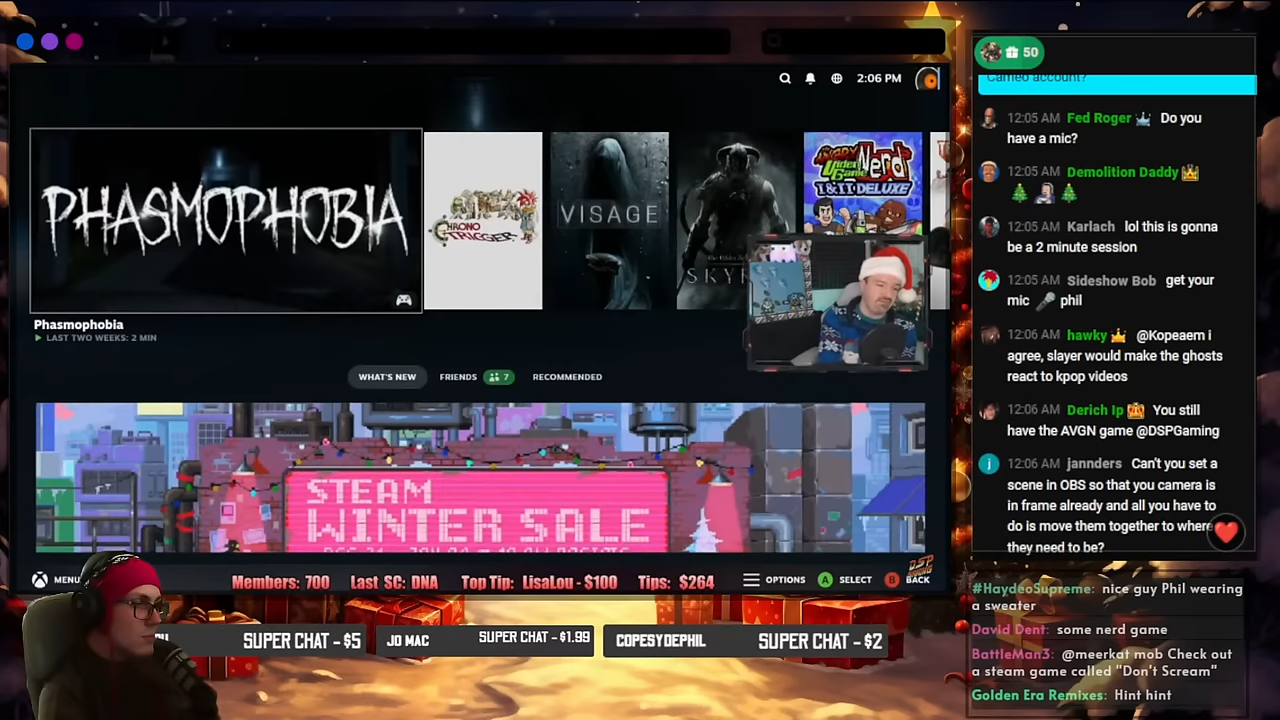 2:06 PM
PHASMOPHOBIA
CHRONO
TRIGGER
VISAGE
The Elder Scrolls
SKY
ANGRY
Video Game
Nerd
I & II DELUXE
Phasmophobia
LAST TWO WEEKS: 2 MIN
WHAT'S NEW
FRIENDS
7
RECOMMENDED
STEAM
WINTER SALE
MENU
OPTIONS
A
SELECT
B
BACK
DSP
Members: 700
Last SC: DNA
Top Tip: LisaLou - $100
Tips: $264
SUPER CHAT - $5
JD MAC
SUPER CHAT - $1.99
COPESYDEPHIL
SUPER CHAT - $2
50
Cameo account?
12:05 AM Fed Roger Do you
have a mic?
12:05 AM Demolition Daddy
12:05 AM Karlach lol this is gonna
be a 2 minute session
12:05 AM Sideshow Bob get your
mic phil
12:06 AM hawky @Kopeaem i
agree, slayer would make the ghosts
react to kpop videos
12:06 AM Derich Ip You still
have the AVGN game @DSPGaming
j
12:06 AM jannders Can't you set a
scene in OBS so that you camera is
in frame already and all you have to
do is move them together to where
they need to be?
#HaydeoSupreme: nice guy Phil wearing
a sweater
David Dent: some nerd game
BattleMan3: @meerkat mob Check out
a steam game called "Don't Scream"
Golden Era Remixes: Hint hint